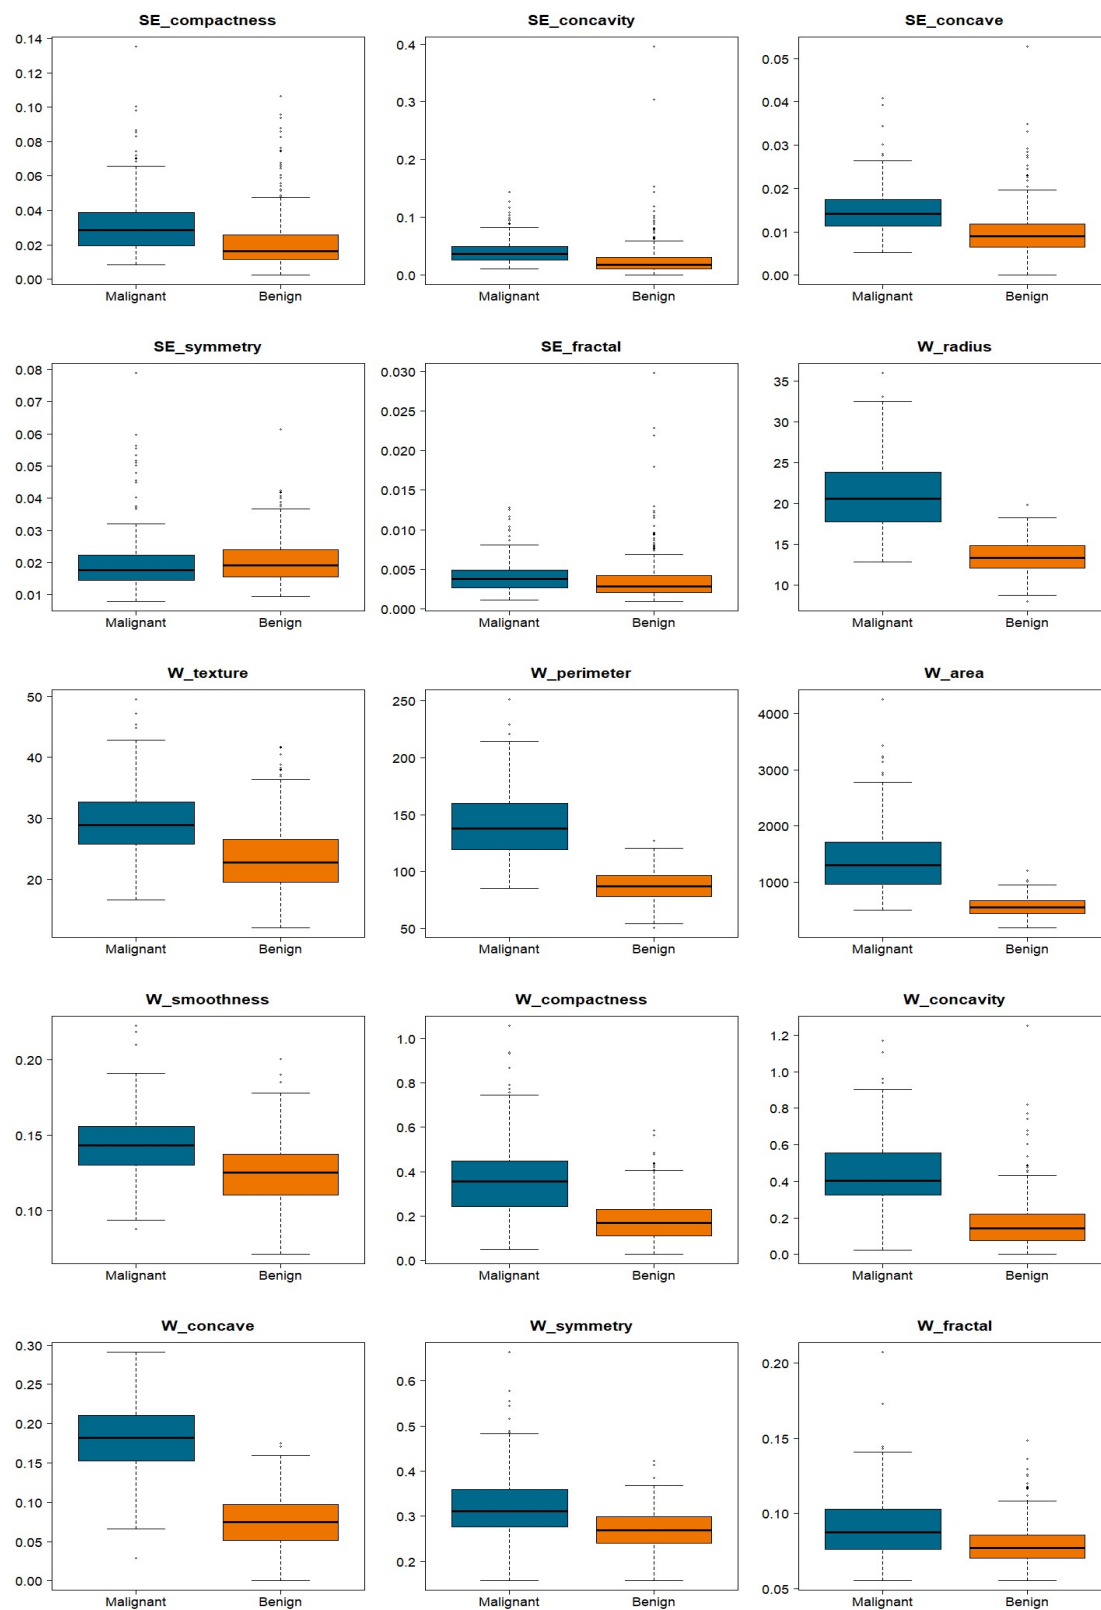 SE_compactness SE_concavity SE_concave
0.14 0.12 0.10 0.08 0.06 0.04 0.02 0.00
0.4 0.3 0.2 0.1 0.0
0.05 0.04 0.03 0.02 0.01 0.00
Malignant Benign Malignant Benign Malignant Benign
SE_symmetry SE_fractal W_radius
0.08 0.07 0.06 0.05 0.04 0.03 0.02 0.01
0.030 0.025 0.020 0.015 0.010 0.005 0.000
35 30 25 20 15 10
Malignant Benign Malignant Benign Malignant Benign
W_texture W_perimeter W_area
50 40 30 20
250 200 150 100 50
4000 3000 2000 1000
Malignant Benign Malignant Benign Malignant Benign
W_smoothness W_compactness W_concavity
0.20 0.15 0.10
1.0 0.8 0.6 0.4 0.2 0.0
1.2 1.0 0.8 0.6 0.4 0.2 0.0
Malignant Benign Malignant Benign Malignant Benign
W_concave W_symmetry W_fractal
0.30 0.25 0.20 0.15 0.10 0.05 0.00
0.6 0.5 0.4 0.3 0.2
0.20 0.15 0.10 0.05
Malignant Benign Malignant Benign Malignant Benign